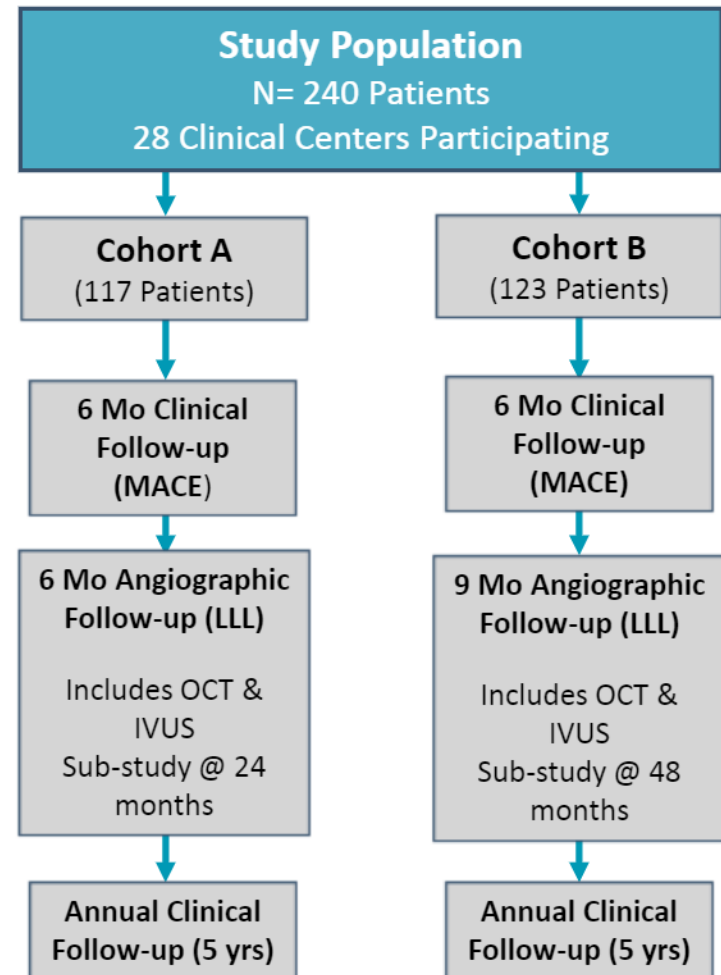 Study Population
N= 240 Patients
28 Clinical Centers Participating
Cohort A
(117 Patients)
6 Mo Clinical
Follow-up
(MACE)
6 Mo Angiographic
Follow-up (LLL)
Includes OCT &
IVUS
Sub-study @ 24
months
Annual Clinical
Follow-up (5 yrs)
Cohort B
(123 Patients)
6 Mo Clinical
Follow-up
(MACE)
9 Mo Angiographic
Follow-up (LLL)
Includes OCT &
IVUS
Sub-study @ 48
months
Annual Clinical
Follow-up (5 yrs)